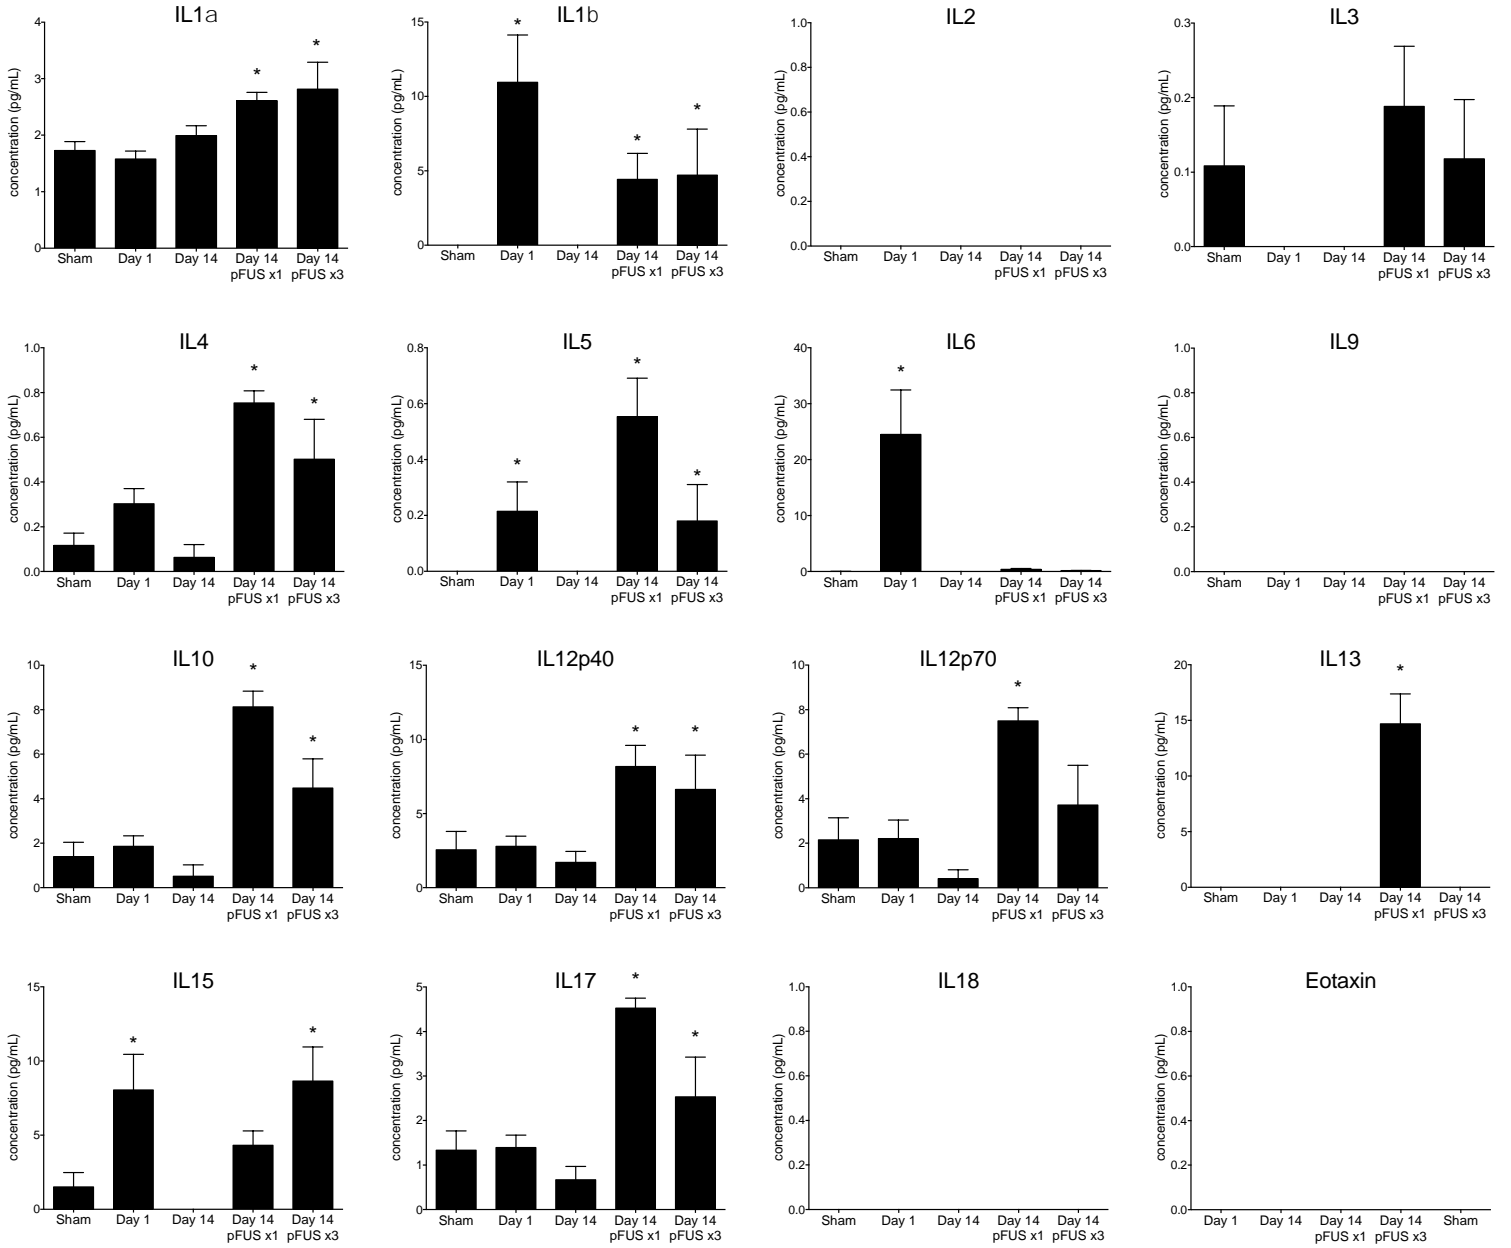 IL1a
concentration (pg/mL)
4
3
2
1
0
Sham Day 1 Day 14 Day 14 Day 14
pFUS x1 pFUS x3
* *
IL1b
concentration (pg/mL)
15
10
5
0
Sham Day 1 Day 14 Day 14 Day 14
pFUS x1 pFUS x3
* * *
IL2
concentration (pg/mL)
1.0
0.8
0.6
0.4
0.2
0.0
Sham Day 1 Day 14 Day 14 Day 14
pFUS x1 pFUS x3
IL3
concentration (pg/mL)
0.3
0.2
0.1
0.0
Sham Day 1 Day 14 Day 14 Day 14
pFUS x1 pFUS x3
IL4
concentration (pg/mL)
1.0
0.8
0.6
0.4
0.2
0.0
Sham Day 1 Day 14 Day 14 Day 14
pFUS x1 pFUS x3
* *
IL5
concentration (pg/mL)
0.8
0.6
0.4
0.2
0.0
Sham Day 1 Day 14 Day 14 Day 14
pFUS x1 pFUS x3
* * *
IL6
concentration (pg/mL)
40
30
20
10
0
Sham Day 1 Day 14 Day 14 Day 14
pFUS x1 pFUS x3
*
IL9
concentration (pg/mL)
1.0
0.8
0.6
0.4
0.2
0.0
Sham Day 1 Day 14 Day 14 Day 14
pFUS x1 pFUS x3
IL10
concentration (pg/mL)
10
8
6
4
2
0
Sham Day 1 Day 14 Day 14 Day 14
pFUS x1 pFUS x3
* *
IL12p40
concentration (pg/mL)
15
10
5
0
Sham Day 1 Day 14 Day 14 Day 14
pFUS x1 pFUS x3
* *
IL12p70
concentration (pg/mL)
10
8
6
4
2
0
Sham Day 1 Day 14 Day 14 Day 14
pFUS x1 pFUS x3
*
IL13
concentration (pg/mL)
20
15
10
5
0
Sham Day 1 Day 14 Day 14 Day 14
pFUS x1 pFUS x3
*
IL15
concentration (pg/mL)
15
10
5
0
Sham Day 1 Day 14 Day 14 Day 14
pFUS x1 pFUS x3
* *
IL17
concentration (pg/mL)
5
4
3
2
1
0
Sham Day 1 Day 14 Day 14 Day 14
pFUS x1 pFUS x3
* *
IL18
concentration (pg/mL)
1.0
0.8
0.6
0.4
0.2
0.0
Sham Day 1 Day 14 Day 14 Day 14
pFUS x1 pFUS x3
Eotaxin
concentration (pg/mL)
1.0
0.8
0.6
0.4
0.2
0.0
Day 1 Day 14 Day 14 Day 14 Sham
pFUS x1 pFUS x3